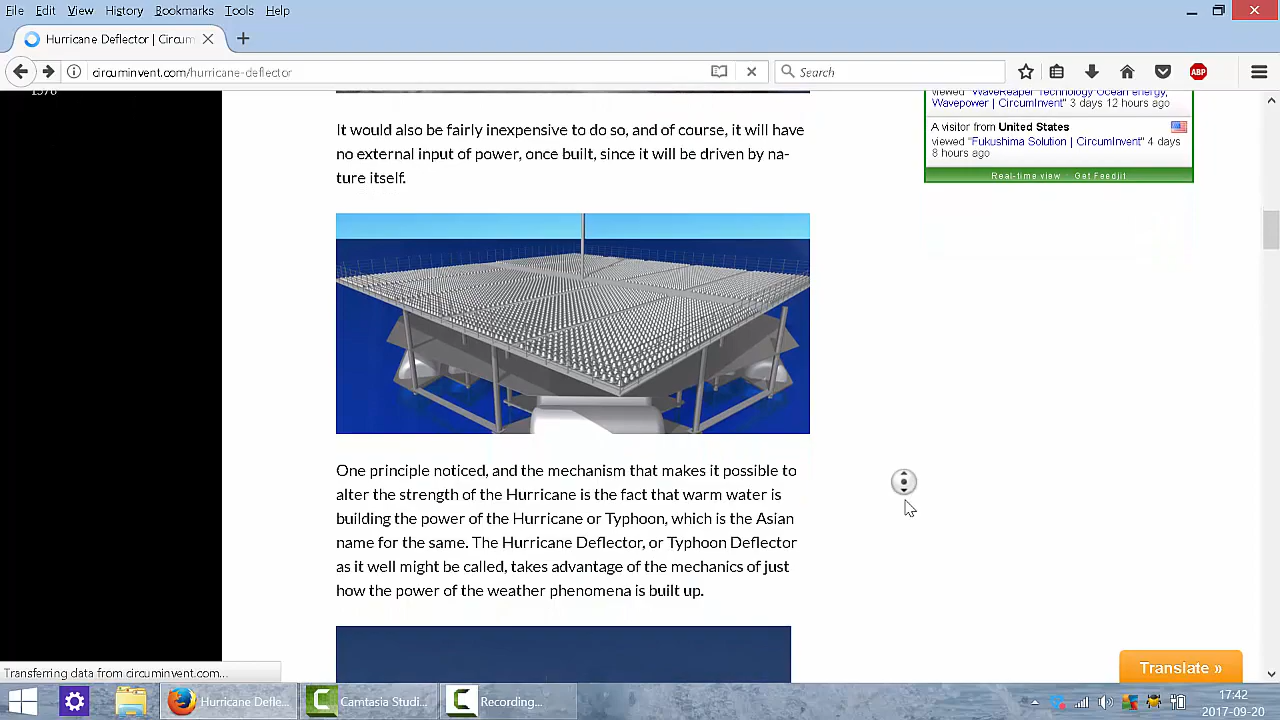 File Edit View History Bookmarks Tools Help
Hurricane Deflector | Circum
circuminvent.com/hurricane-deflector
Search
ABP
1976
viewed "WaveReaper Technology Ocean energy,
Wavepower | CircumInvent" 3 days 12 hours ago
A visitor from United States
viewed "Fukushima Solution | CircumInvent" 4 days
8 hours ago
Real-time view · Get Feedjit
It would also be fairly inexpensive to do so, and of course, it will have
no external input of power, once built, since it will be driven by na-
ture itself.
One principle noticed, and the mechanism that makes it possible to
alter the strength of the Hurricane is the fact that warm water is
building the power of the Hurricane or Typhoon, which is the Asian
name for the same. The Hurricane Deflector, or Typhoon Deflector
as it well might be called, takes advantage of the mechanics of just
how the power of the weather phenomena is built up.
Translate »
Transferring data from circuminvent.com...
Hurricane Defle...
Camtasia Studi...
Recording...
17:42
2017-09-20